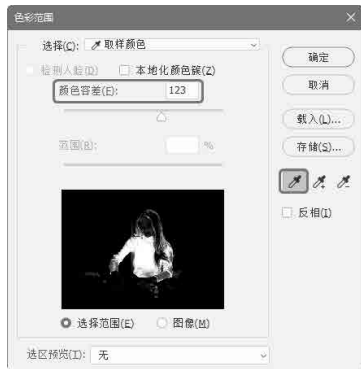 色彩范围
选择(C): 取样颜色
检测人脸(D) 本地化颜色簇(Z)
颜色容差(F): 123
范围(R): %
选择范围(E) 图像(M)
选区预览(T): 无
确定
取消
载入(L)...
存储(S)...
反相(I)